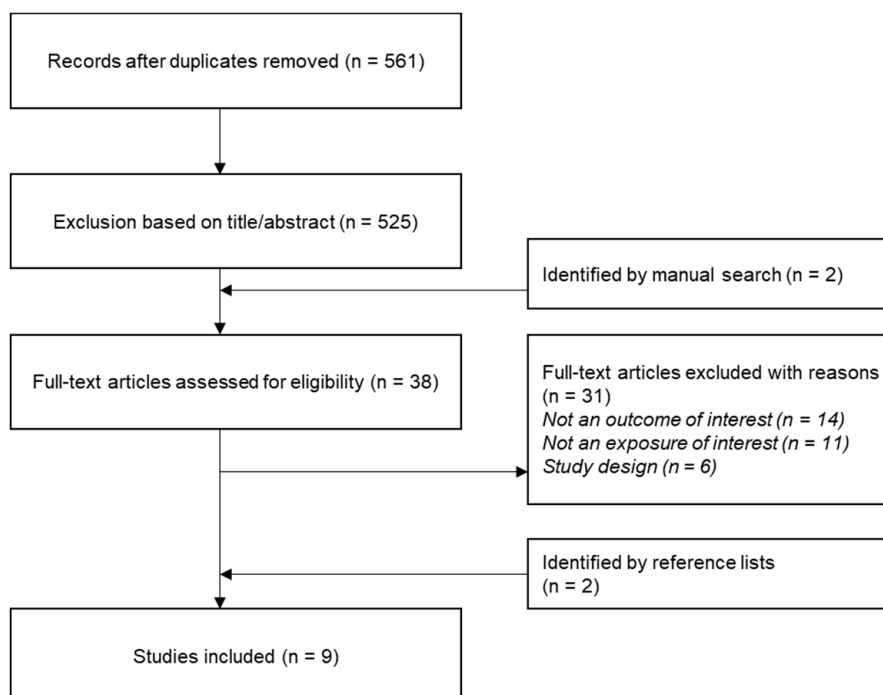 Records after duplicates removed (n = 561)
Exclusion based on title/abstract (n = 525)
Identified by manual search (n = 2)
Full-text articles assessed for eligibility (n = 38)
Full-text articles excluded with reasons
(n = 31)
Not an outcome of interest (n = 14)
Not an exposure of interest (n = 11)
Study design (n = 6)
Identified by reference lists
(n = 2)
Studies included (n = 9)